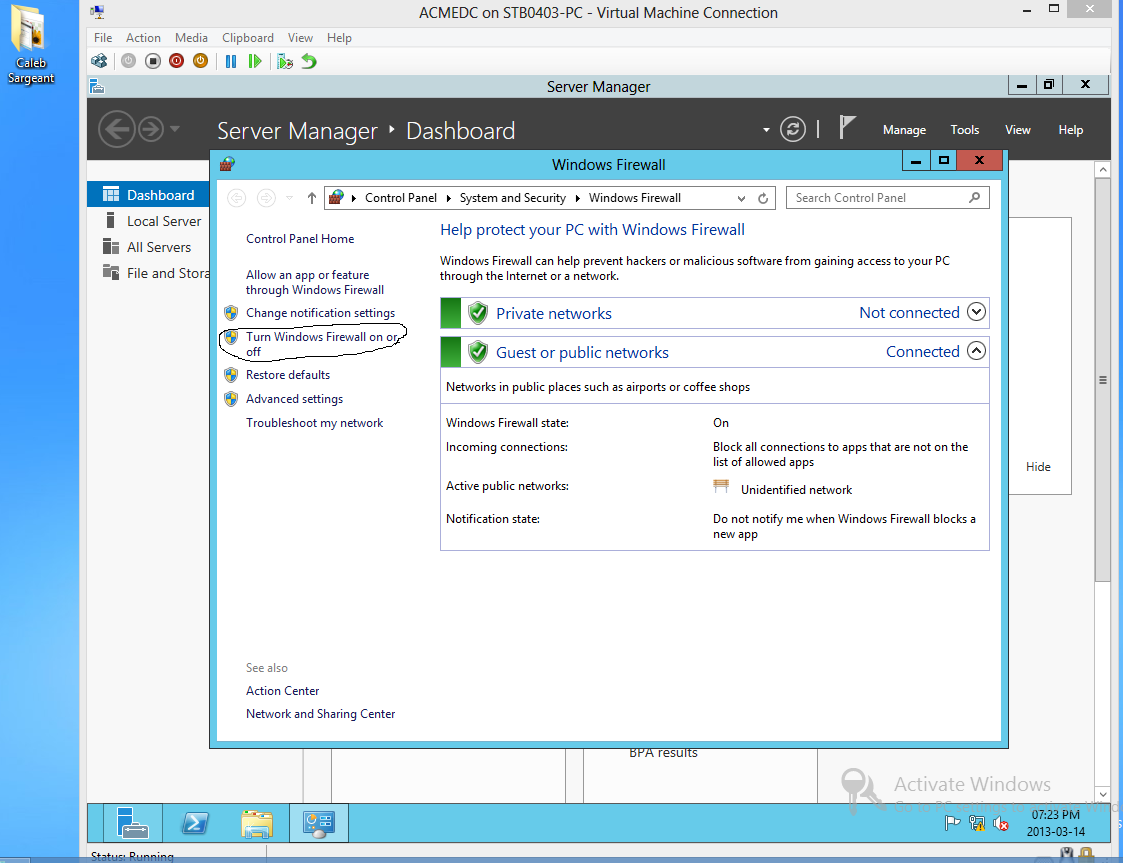 Caleb
Sargeant
ACMEDC on STB0403-PC - Virtual Machine Connection
File Action Media Clipboard View Help
Server Manager
Server Manager Dashboard
Manage Tools View Help
Dashboard
Local Server
All Servers
File and Stora
Windows Firewall
Control Panel System and Security Windows Firewall
Search Control Panel
Control Panel Home
Allow an app or feature
through Windows Firewall
Change notification settings
Turn Windows Firewall on or
off
Restore defaults
Advanced settings
Troubleshoot my network
See also
Action Center
Network and Sharing Center
Help protect your PC with Windows Firewall
Windows Firewall can help prevent hackers or malicious software from gaining access to your PC
through the Internet or a network.
Private networks Not connected
Guest or public networks Connected
Networks in public places such as airports or coffee shops
Windows Firewall state: On
Incoming connections: Block all connections to apps that are not on the
list of allowed apps
Active public networks: Unidentified network
Notification state: Do not notify me when Windows Firewall blocks a
new app
Hide
BPA results
Activate Windows
07:23 PM
2013-03-14
Status: Running